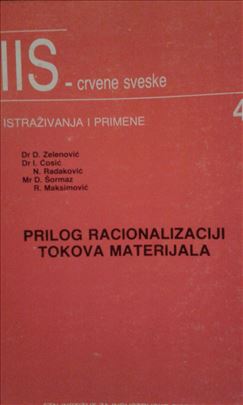 IIS - crvene sveske
ISTRAŽIVANJA I PRIMENE
4
Dr D. Zelenović
Dr I. Ćosić
N. Radaković
Mr D. Šormaz
R. Maksimović
PRILOG RACIONALIZACIJI
TOKOVA MATERIJALA